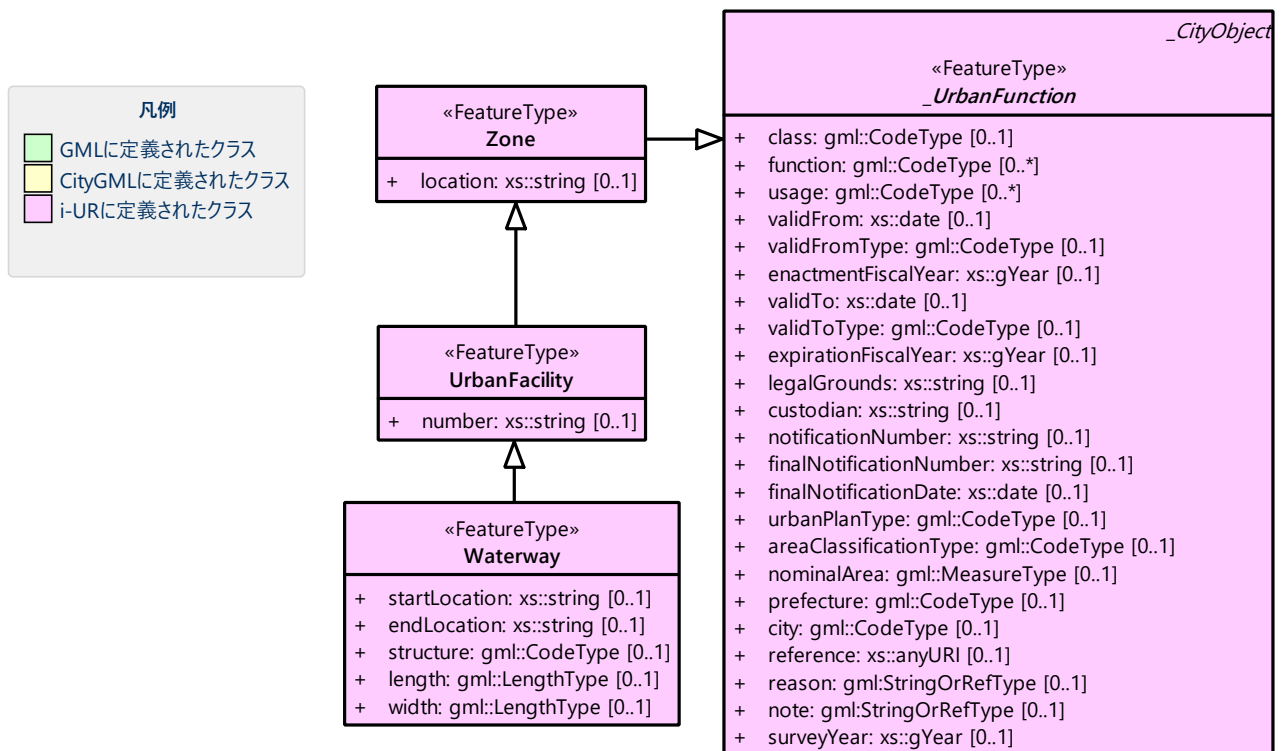 凡例
GMLに定義されたクラス
CityGMLに定義されたクラス
i-URに定義されたクラス
«FeatureType»
Zone
+ location: xs::string [0..1]
«FeatureType»
UrbanFacility
+ number: xs::string [0..1]
«FeatureType»
Waterway
+ startLocation: xs::string [0..1]
+ endLocation: xs::string [0..1]
+ structure: gml::CodeType [0..1]
+ length: gml::LengthType [0..1]
+ width: gml::LengthType [0..1]
_CityObject
«FeatureType»
_UrbanFunction
+ class: gml::CodeType [0..1]
+ function: gml::CodeType [0..*]
+ usage: gml::CodeType [0..*]
+ validFrom: xs::date [0..1]
+ validFromType: gml::CodeType [0..1]
+ enactmentFiscalYear: xs::gYear [0..1]
+ validTo: xs::date [0..1]
+ validToType: gml::CodeType [0..1]
+ expirationFiscalYear: xs::gYear [0..1]
+ legalGrounds: xs::string [0..1]
+ custodian: xs::string [0..1]
+ notificationNumber: xs::string [0..1]
+ finalNotificationNumber: xs::string [0..1]
+ finalNotificationDate: xs::date [0..1]
+ urbanPlanType: gml::CodeType [0..1]
+ areaClassificationType: gml::CodeType [0..1]
+ nominalArea: gml::MeasureType [0..1]
+ prefecture: gml::CodeType [0..1]
+ city: gml::CodeType [0..1]
+ reference: xs::anyURI [0..1]
+ reason: gml:StringOrRefType [0..1]
+ note: gml:StringOrRefType [0..1]
+ surveyYear: xs::gYear [0..1]